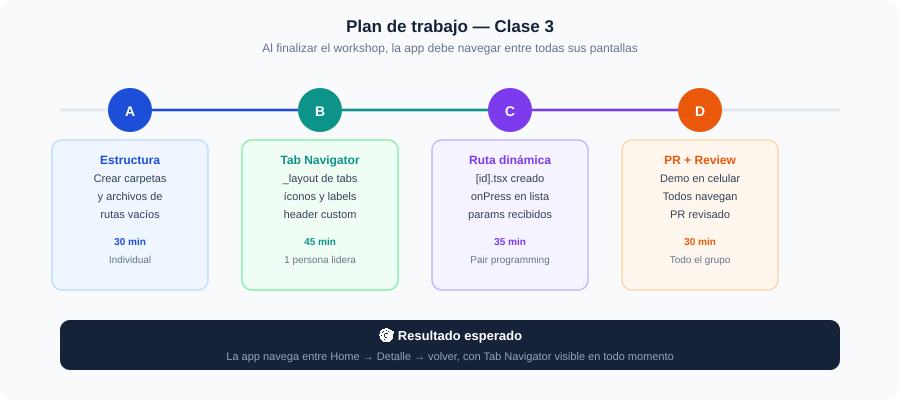 Plan de trabajo — Clase 3
Al finalizar el workshop, la app debe navegar entre todas sus pantallas
A
B
C
D
Estructura
Crear carpetas
y archivos de
rutas vacíos
30 min
Individual
Tab Navigator
_layout de tabs
íconos y labels
header custom
45 min
1 persona lidera
Ruta dinámica
[id].tsx creado
onPress en lista
params recibidos
35 min
Pair programming
PR + Review
Demo en celular
Todos navegan
PR revisado
30 min
Todo el grupo
Resultado esperado
La app navega entre Home → Detalle → volver, con Tab Navigator visible en todo momento